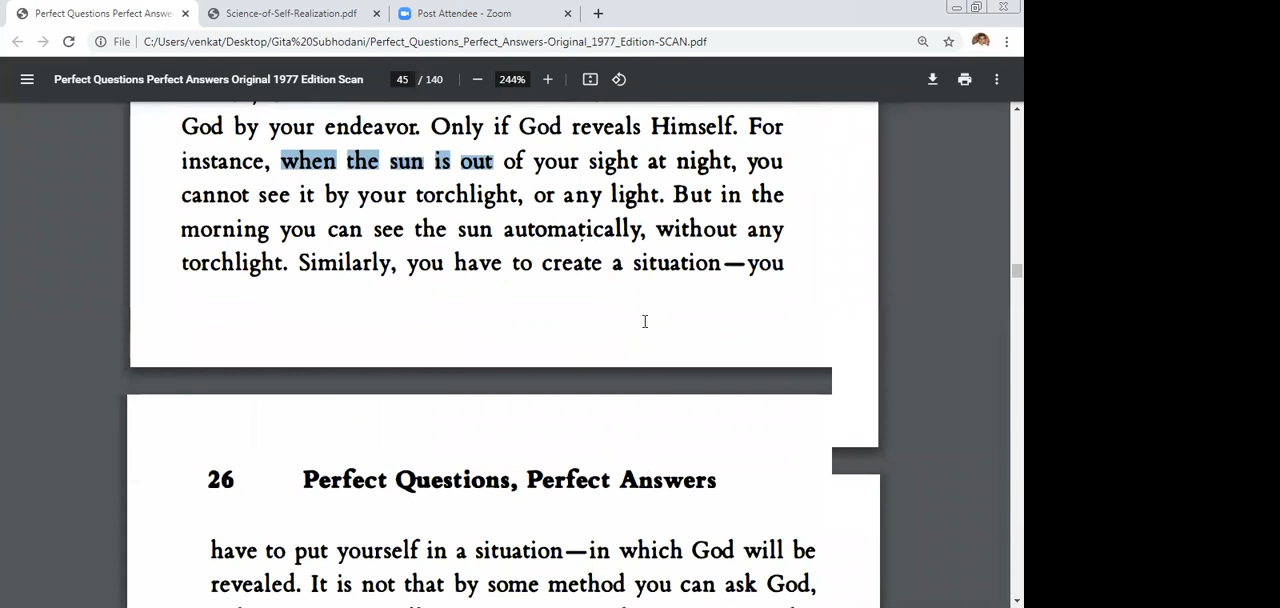 Perfect Questions Perfect Answe
Science-of-Self-Realization.pdf
Post Attendee - Zoom
File C:/Users/venkat/Desktop/Gita%20Subhodani/Perfect_Questions_Perfect_Answers-Original_1977_Edition-SCAN.pdf
Perfect Questions Perfect Answers Original 1977 Edition Scan 45 / 140 244%
God by your endeavor. Only if God reveals Himself. For
instance, when the sun is out of your sight at night, you
cannot see it by your torchlight, or any light. But in the
morning you can see the sun automatically, without any
torchlight. Similarly, you have to create a situation—you
26 Perfect Questions, Perfect Answers
have to put yourself in a situation—in which God will be
revealed. It is not that by some method you can ask God,